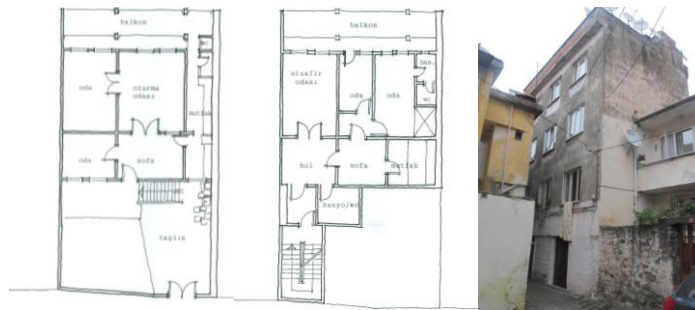 balkon
WC
oda
oturma
odası
mutfak
oda
sofa
taşlık
balkon
misafir
odası
oda
oda
ban.
WC
hol
sofa
mutfak
banyo/wc